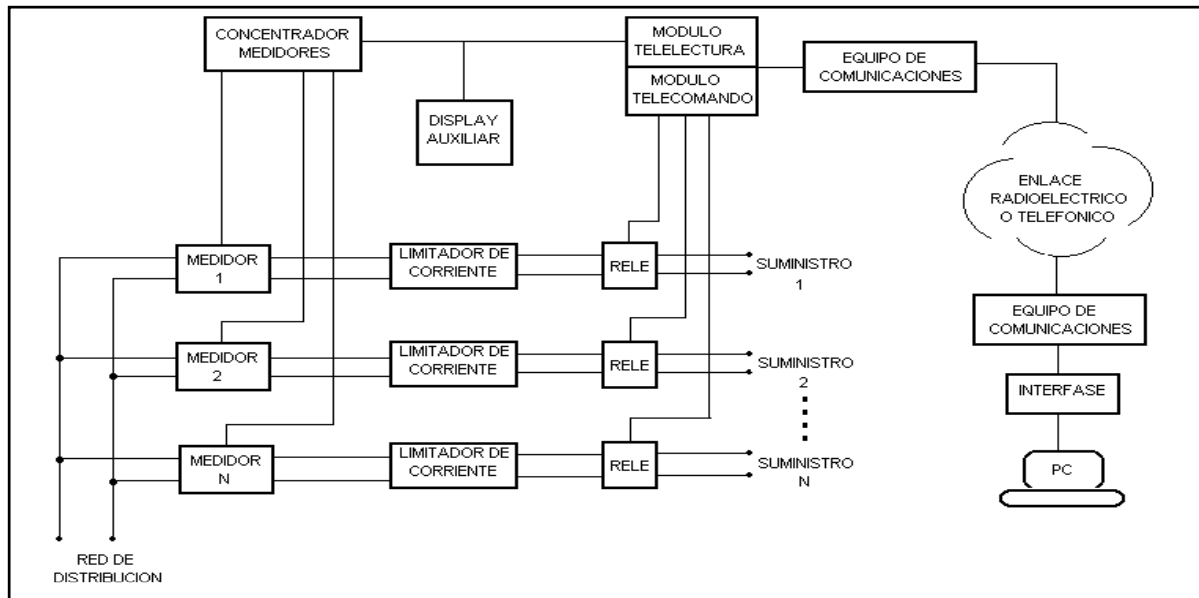 CONCENTRADOR
MEDIDORES
MODULO
TELELECTURA
MODULO
TELECOMANDO
EQUIPO DE
COMUNICACIONES
DISPLAY
AUXILIAR
ENLACE
RADIOELECTRICO
O TELEFONICO
MEDIDOR
1
LIMITADOR DE
CORRIENTE
RELE
SUMINISTRO
1
EQUIPO DE
COMUNICACIONES
MEDIDOR
2
LIMITADOR DE
CORRIENTE
RELE
SUMINISTRO
2
INTERFASE
MEDIDOR
N
LIMITADOR DE
CORRIENTE
RELE
SUMINISTRO
N
PC
RED DE
DISTRIBUCION